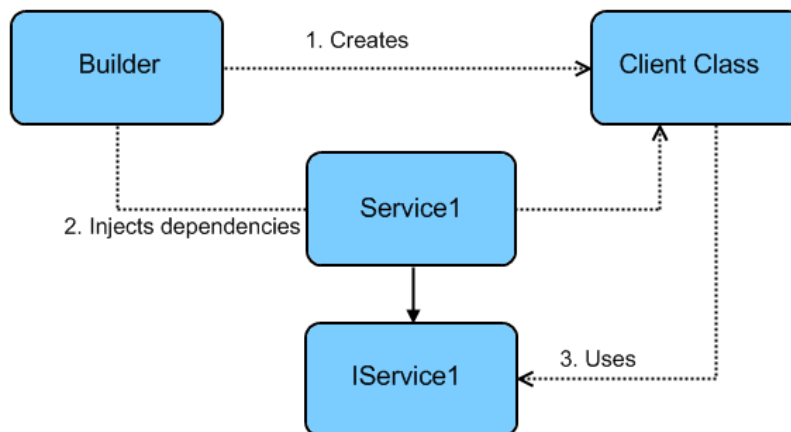 1. Creates
Builder
Client Class
Service1
2. Injects dependencies
IService1
3. Uses